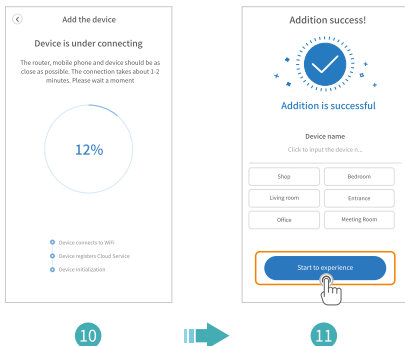 Add the device
Device is under connecting
The router, mobile phone and device should be as
close as possible. The connection takes about 1-2
minutes. Please wait a moment
12%
Device connects to WiFi
Device registers Cloud Service
Device Initialization
10
Addition success!
Addition is successful
Device name
Click to input the device n...
Shop
Bedroom
Living room
Entrance
Office
Meeting Room
Start to experience
11